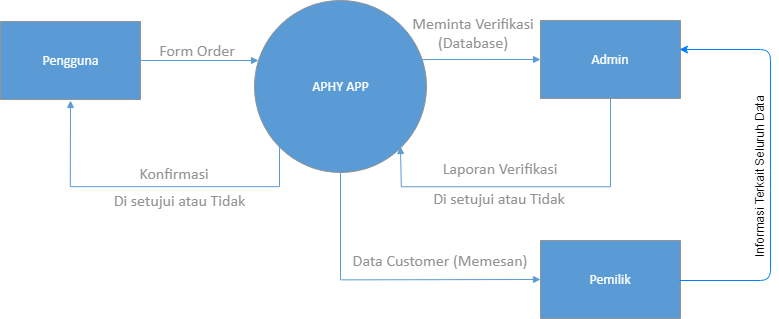 Meminta Verifikasi
(Database)
Form Order
Pengguna
APHY APP
Admin
Konfirmasi
Di setujui atau Tidak
Laporan Verifikasi
Di setujui atau Tidak
Informasi Terkait Seluruh Data
Data Customer (Memesan)
Pemilik